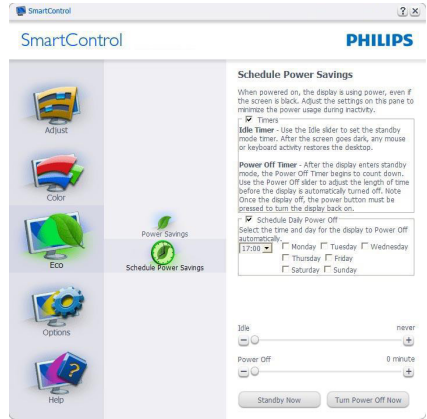 SmartControl
SmartControl
PHILIPS
Adjust
Color
Eco
Options
Help
Power Savings
Schedule Power Savings
Schedule Power Savings
When powered on, the display is using power, even if
the screen is black. Adjust the settings on this pane to
minimize the power usage during inactivity.
Timers
Idle Timer - Use the Idle slider to set the standby
mode timer. After the screen goes dark, any mouse
or keyboard activity restores the desktop.
Power Off Timer - After the display enters standby
mode, the Power Off Timer begins to count down.
Use the Power Off slider to adjust the length of time
before the display is automatically turned off. Note
Once the display off, the power button must be
pressed to turn the display back on.
Schedule Daily Power Off
Select the time and day for the display to Power Off
automatically.
17:00 Monday Tuesday Wednesday
Thursday Friday
Saturday Sunday
Idle never
Power Off 0 minute
Standby Now Turn Power Off Now